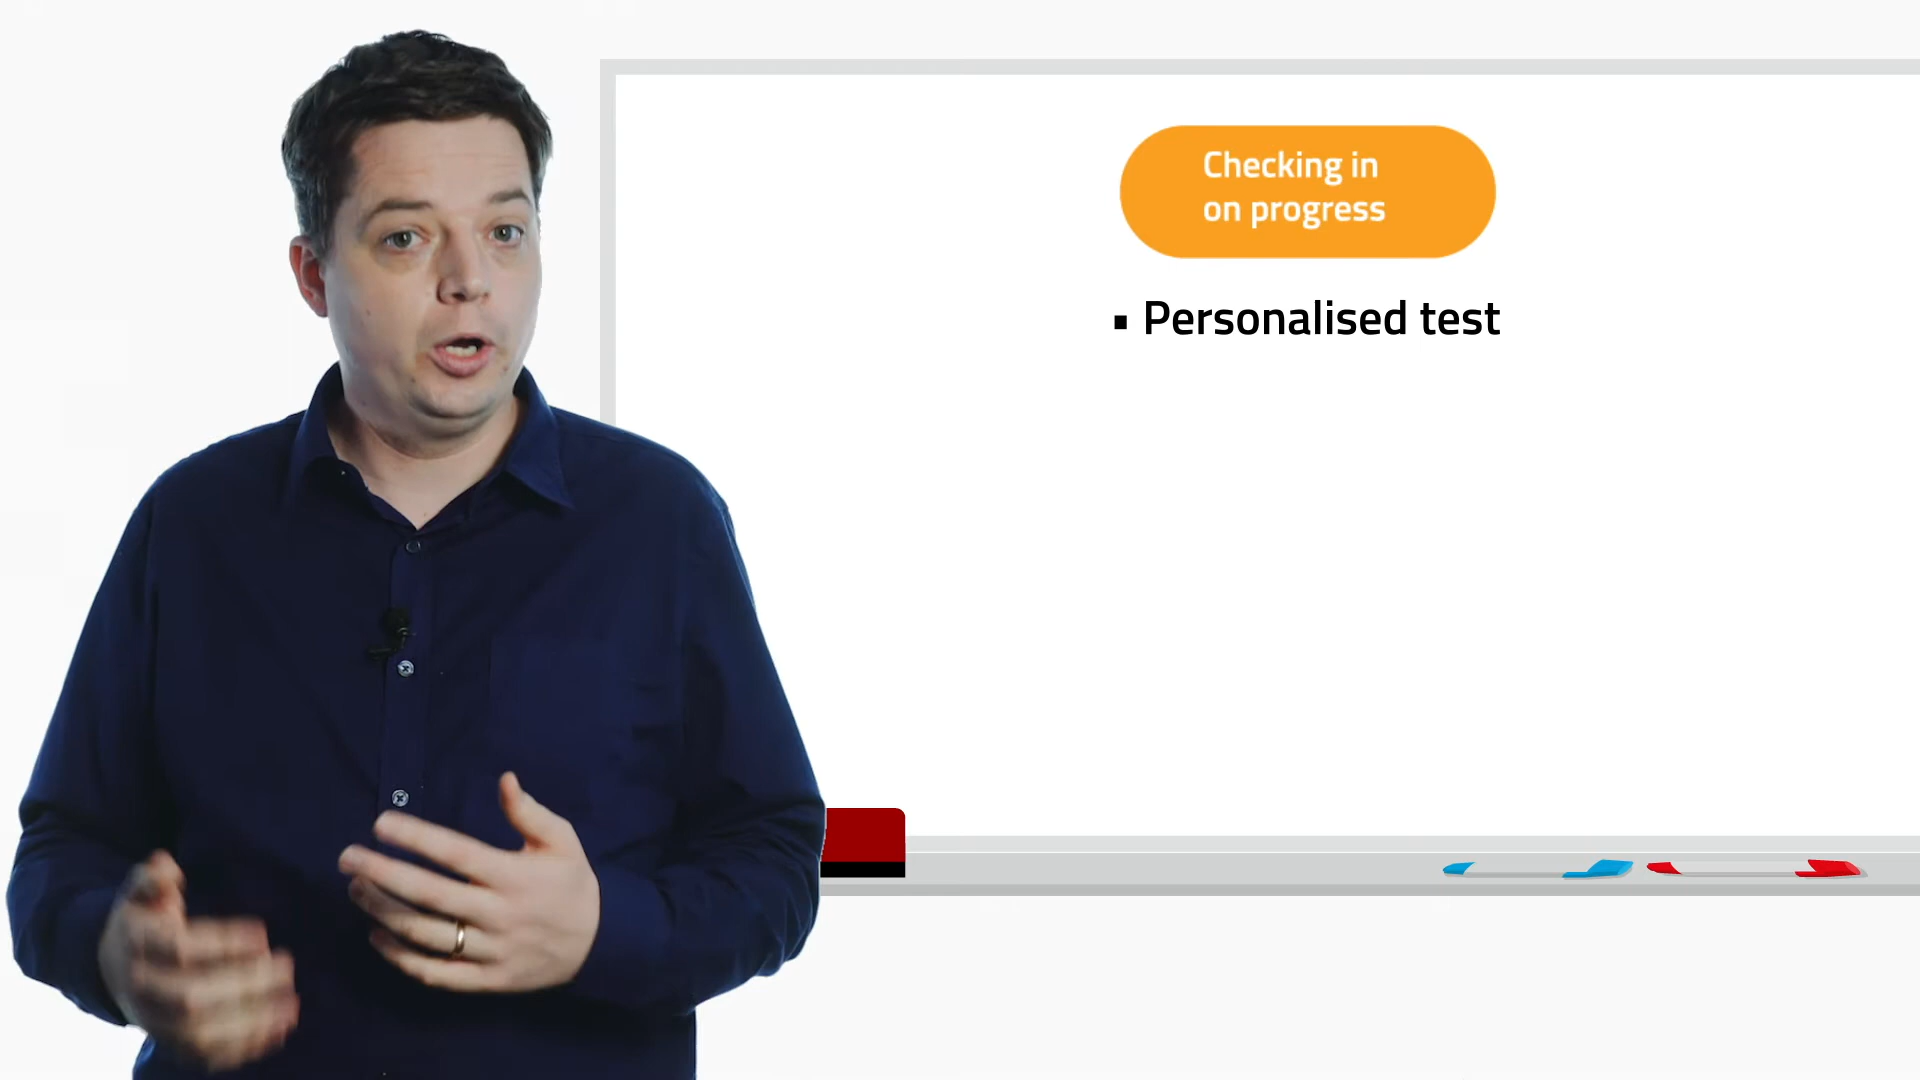 Checking in
on progress
▪ Personalised test